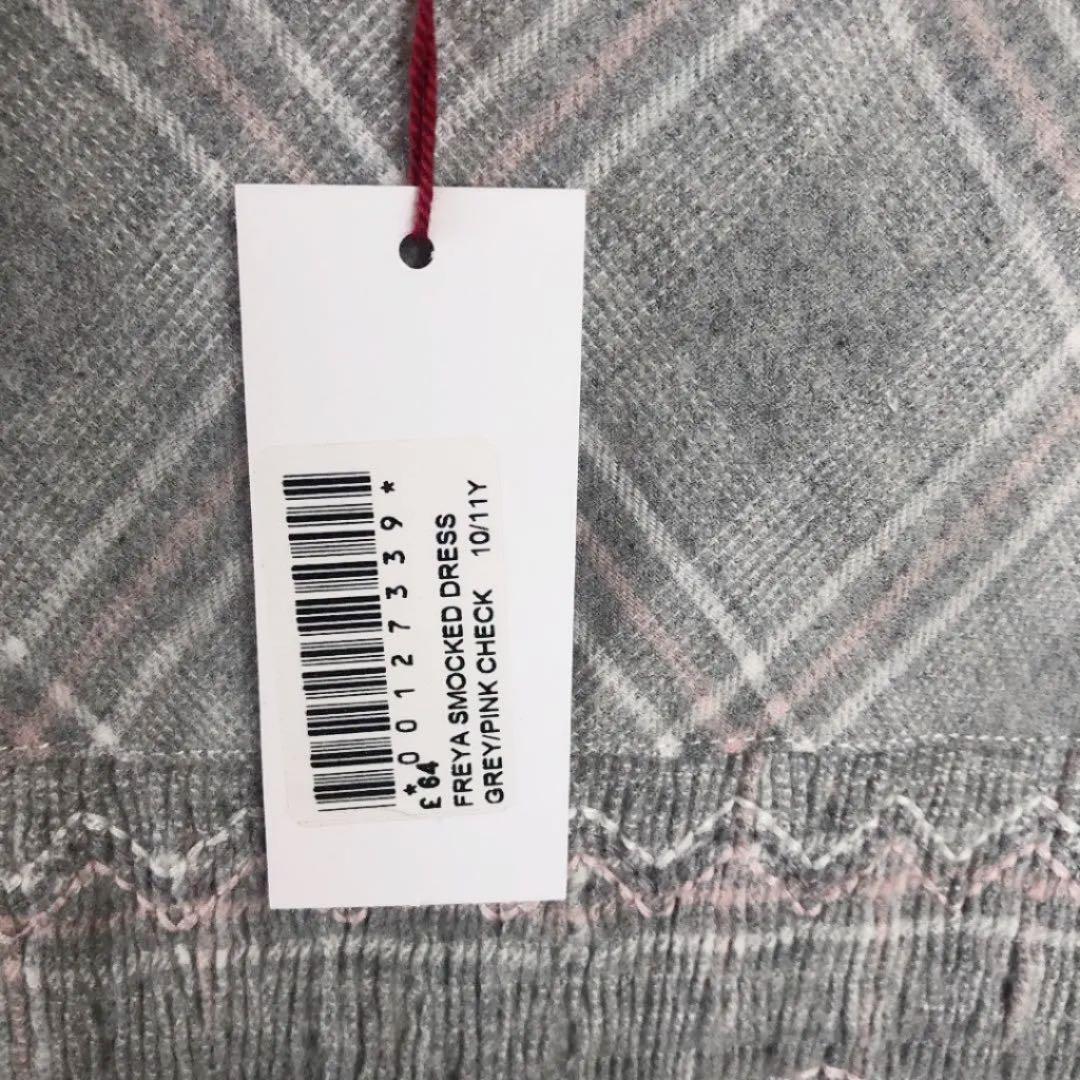 *00127339*
£64
FREYA SMOCKED DRESS
GREY/PINK CHECK 10/11Y